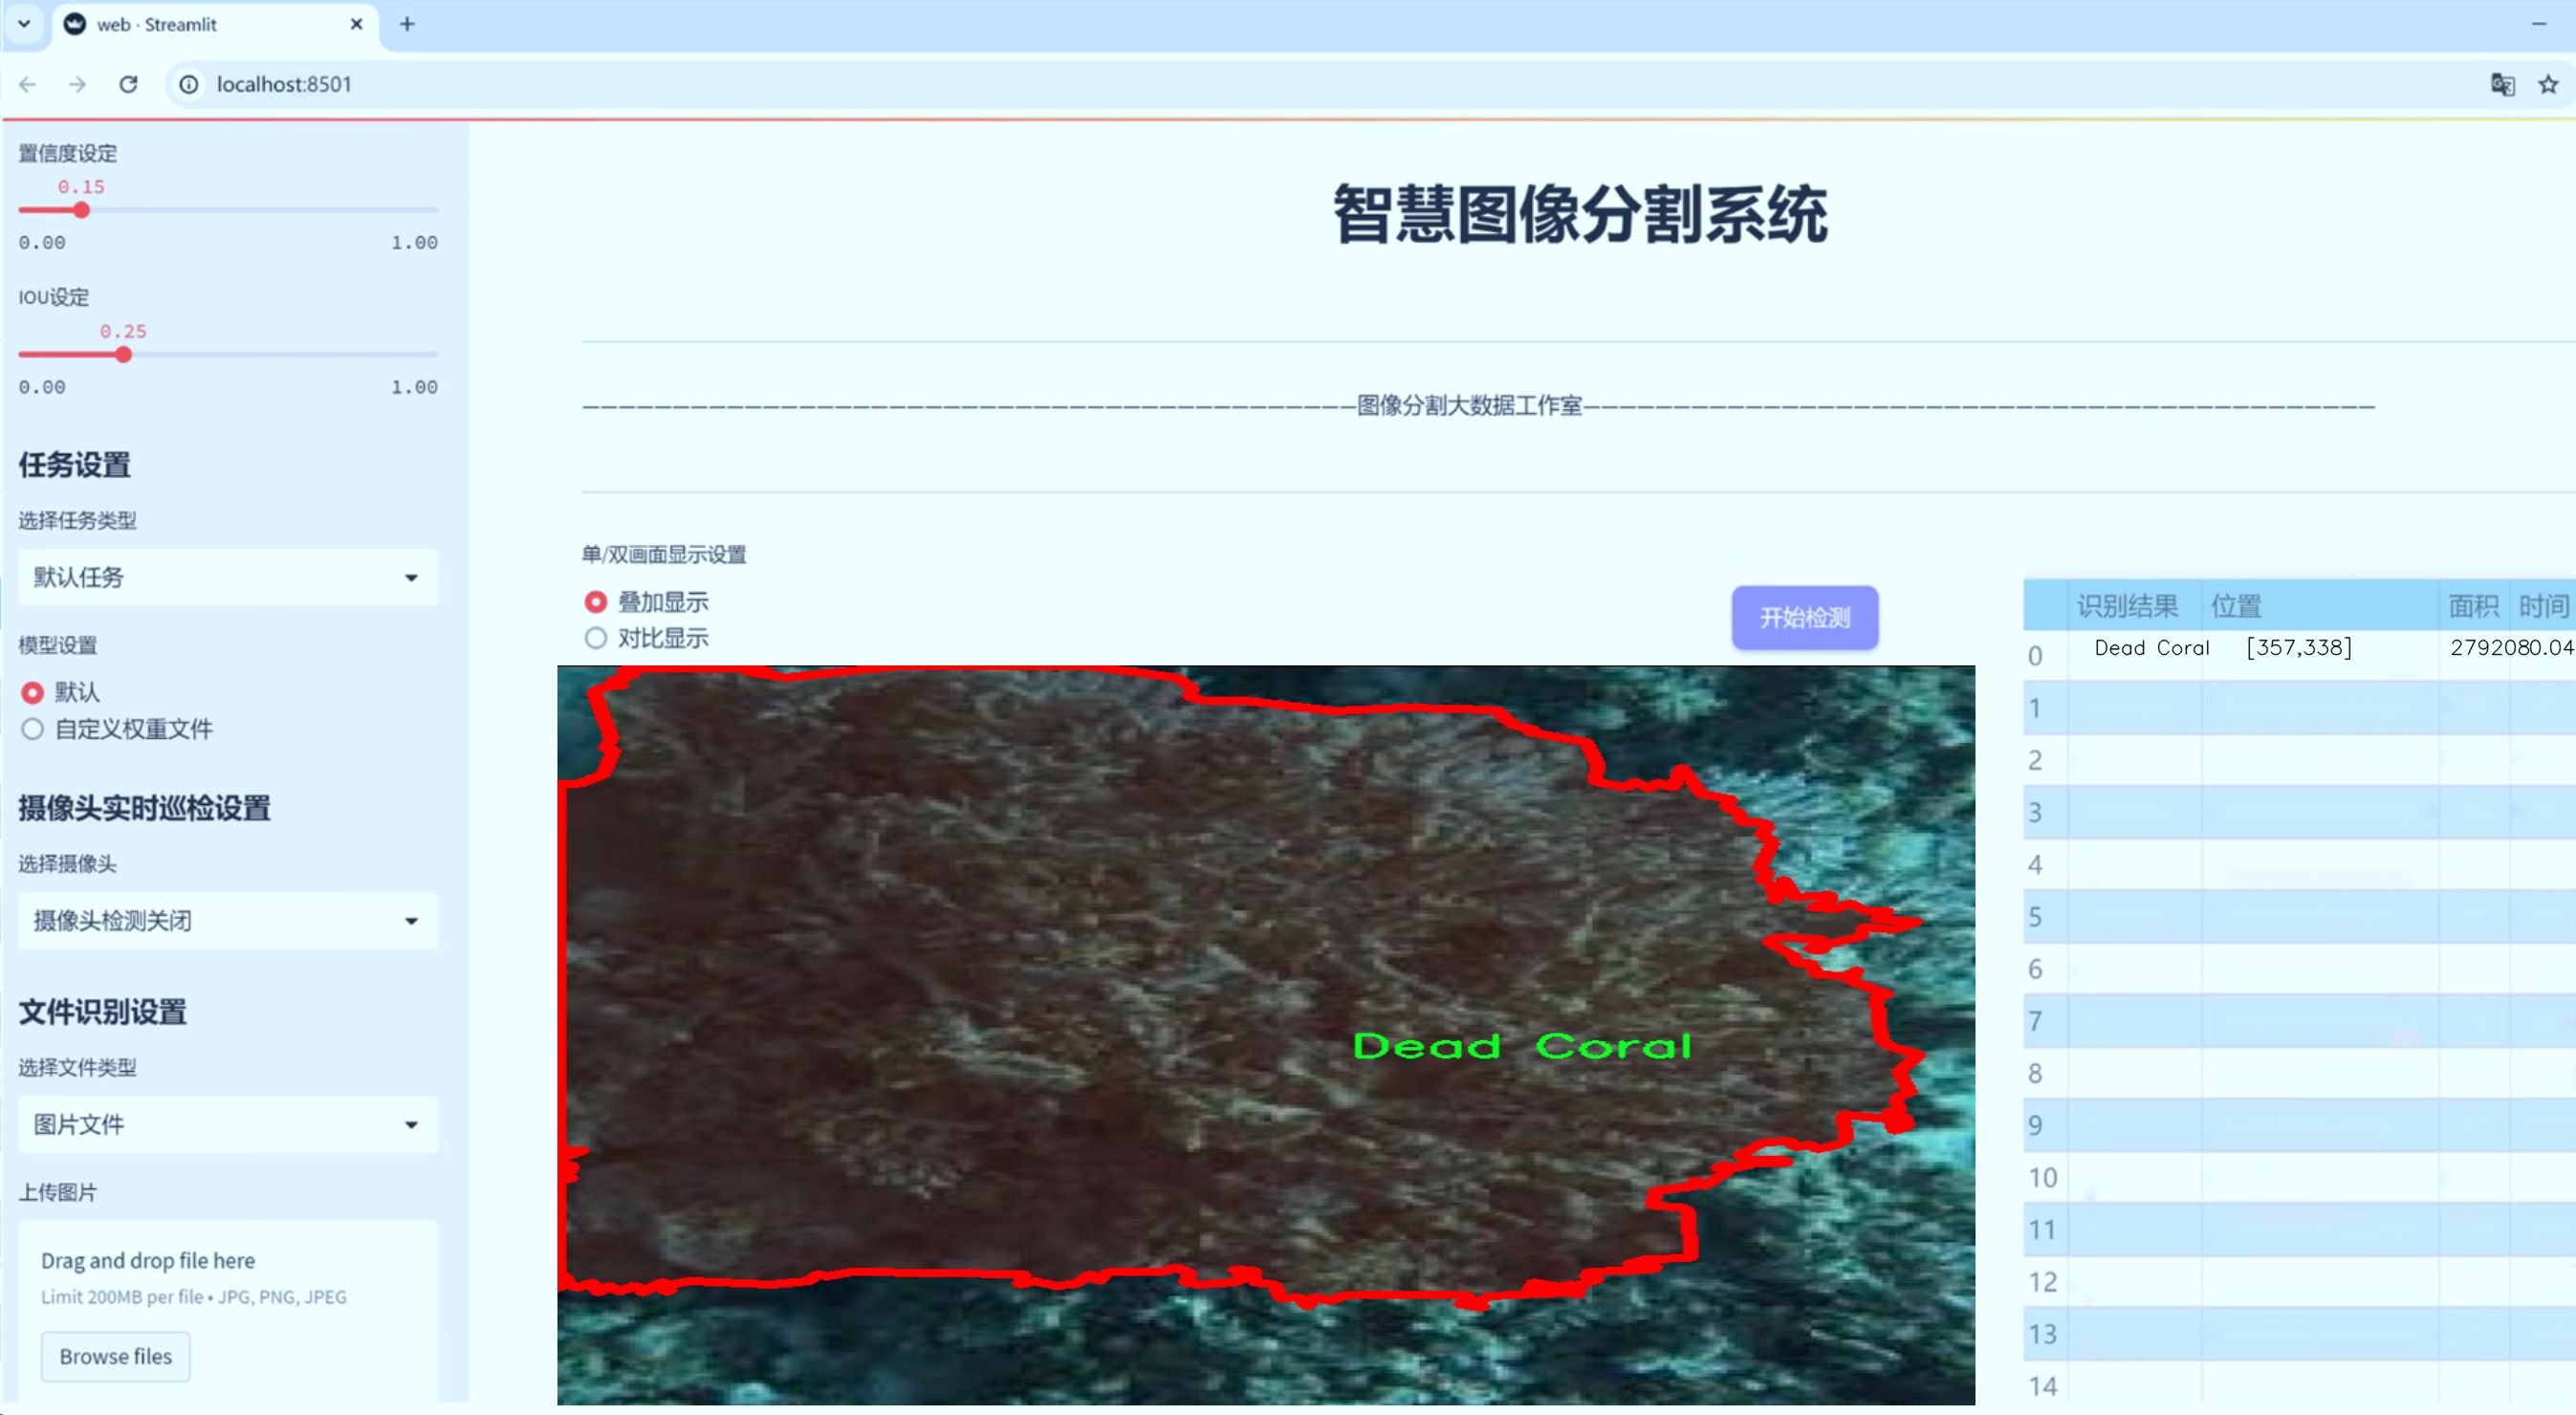 web · Streamlit
localhost:8501
置信度设定
0.15
0.00 1.00
IOU设定
0.25
0.00 1.00
任务设置
选择任务类型
默认任务
模型设置
默认
自定义权重文件
摄像头实时巡检设置
选择摄像头
摄像头检测关闭
文件识别设置
选择文件类型
图片文件
上传图片
Drag and drop file here
Limit 200MB per file • JPG, PNG, JPEG
Browse files
智慧图像分割系统
图像分割大数据工作室
单/双画面显示设置
叠加显示
对比显示
开始检测
Dead Coral
识别结果 位置 面积 时间
0 Dead Coral [357,338] 2792080.04
1
2
3
4
5
6
7
8
9
10
11
12
13
14